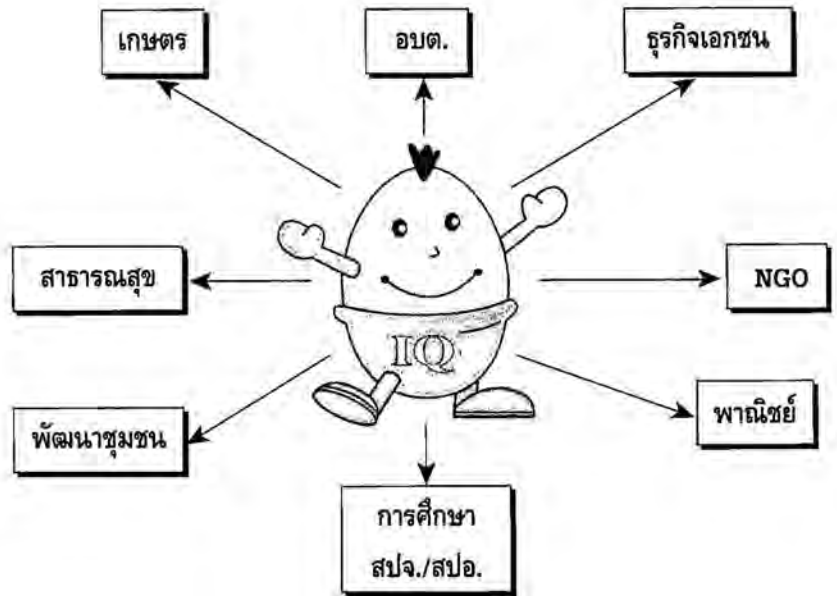 เกษตร
อบต.
ธุรกิจเอกชน
สาธารณสุข
NGO
IQ
พัฒนาชุมชน
พาณิชย์
การศึกษา
สปจ./สปอ.